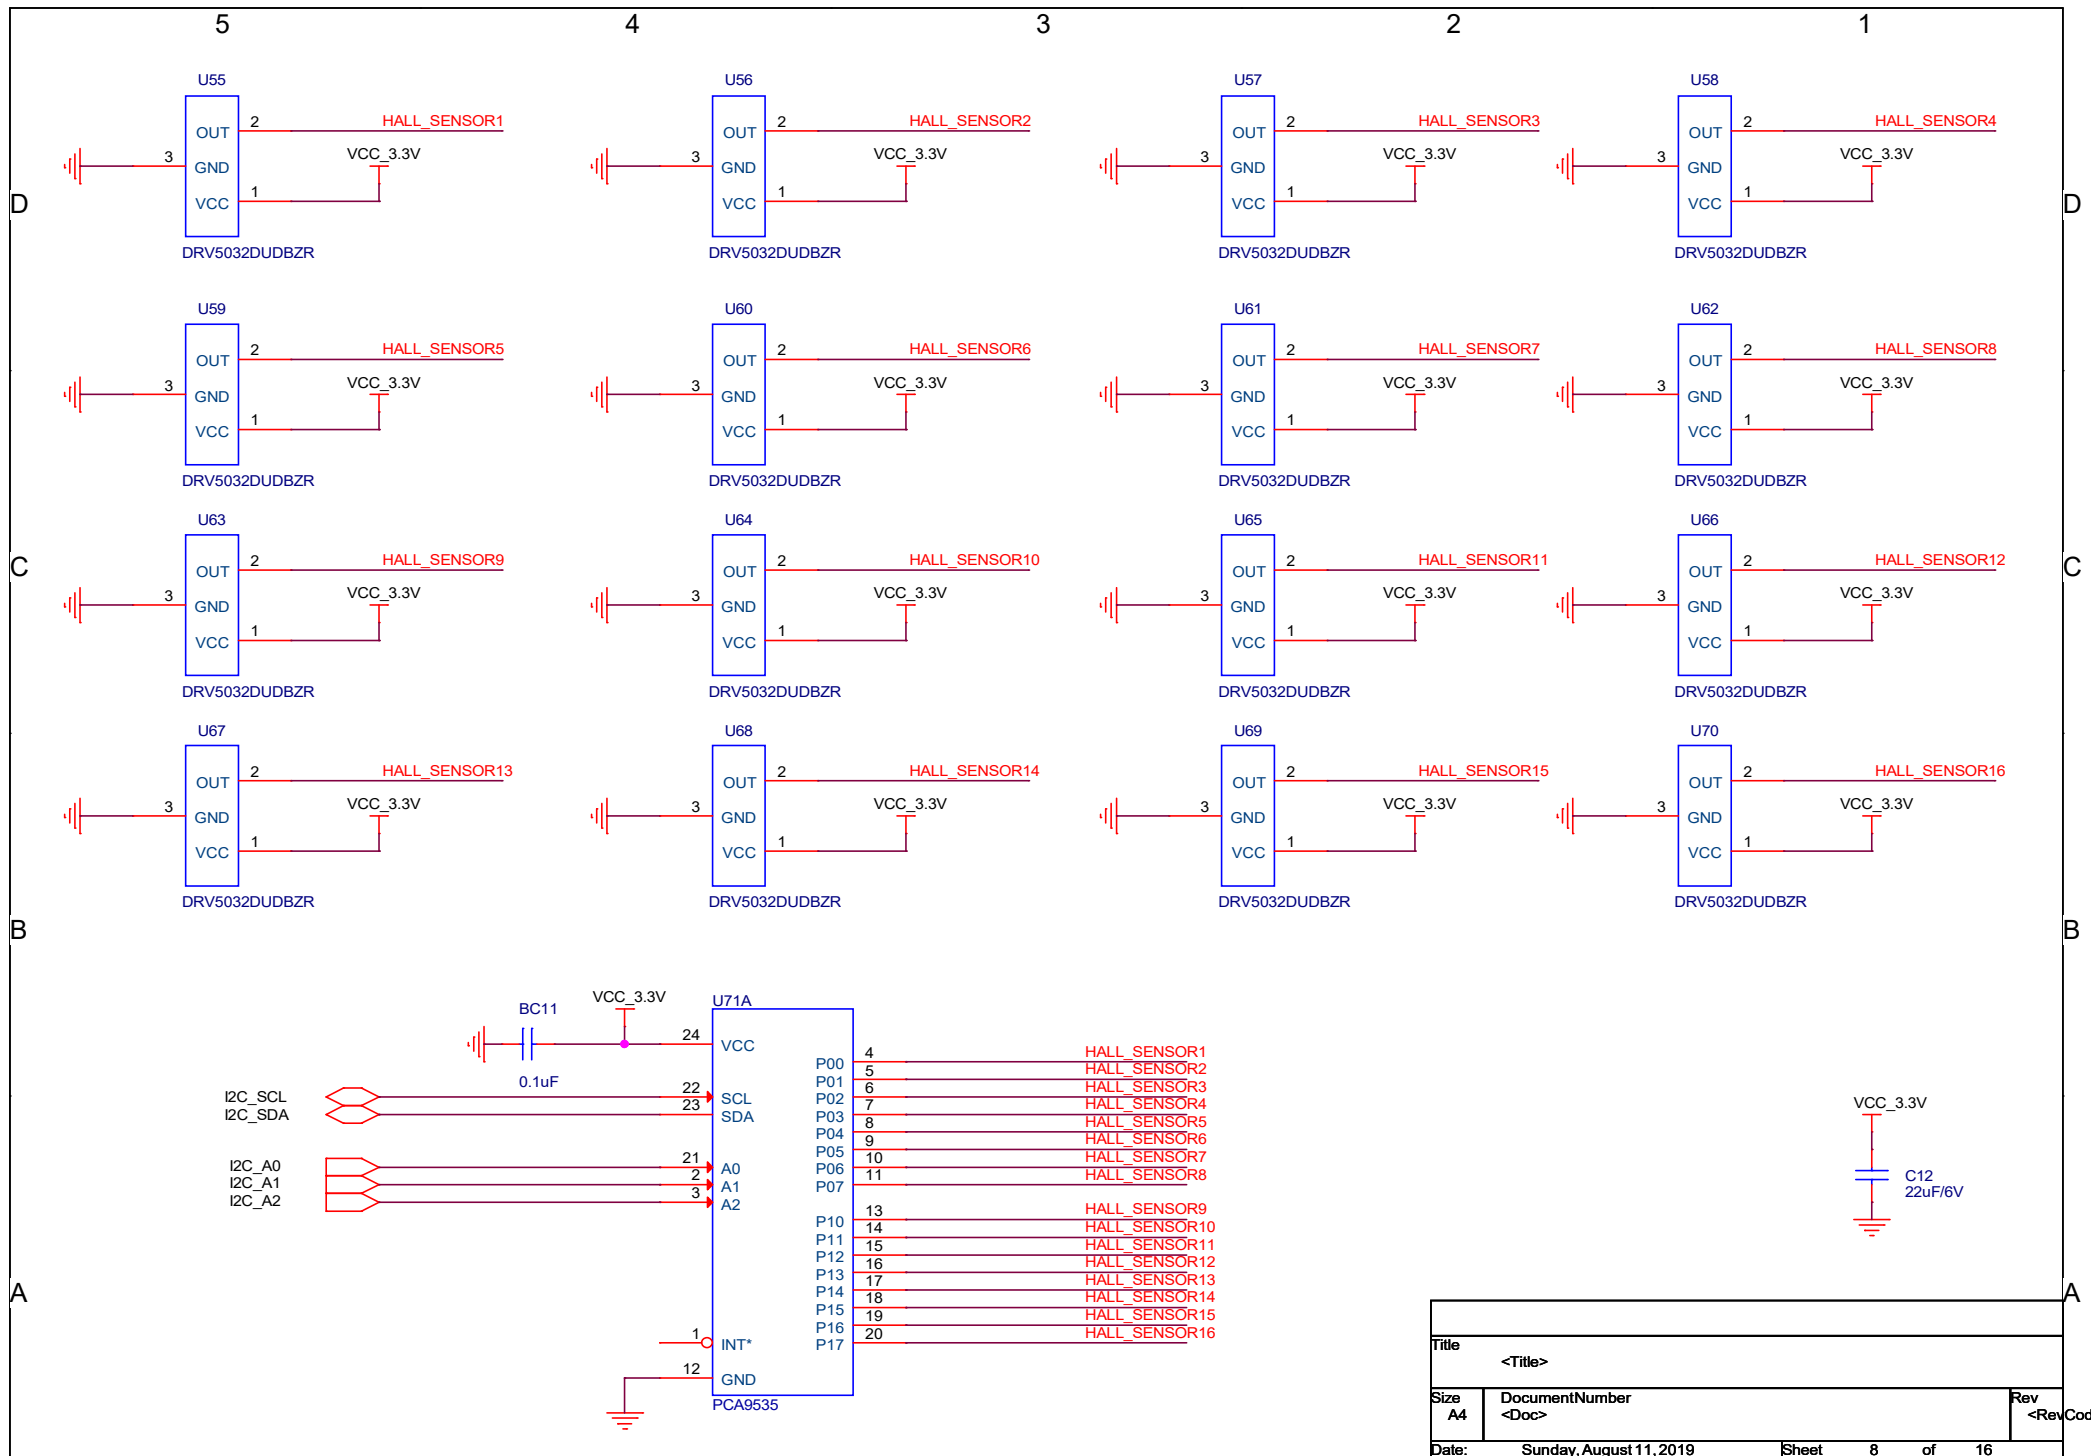 5 4 3 2 1
U55 U56 U57 U58
OUT 2 HALL_SENSOR1 OUT 2 HALL_SENSOR2 OUT 2 HALL_SENSOR3 OUT 2 HALL_SENSOR4
3 GND VCC_3.3V 3 GND VCC_3.3V 3 GND VCC_3.3V 3 GND VCC_3.3V
D VCC 1 VCC 1 VCC 1 VCC 1 D
DRV5032DUDBZR DRV5032DUDBZR DRV5032DUDBZR DRV5032DUDBZR
U59 U60 U61 U62
OUT 2 HALL_SENSOR5 OUT 2 HALL_SENSOR6 OUT 2 HALL_SENSOR7 OUT 2 HALL_SENSOR8
3 GND VCC_3.3V 3 GND VCC_3.3V 3 GND VCC_3.3V 3 GND VCC_3.3V
VCC 1 VCC 1 VCC 1 VCC 1
DRV5032DUDBZR DRV5032DUDBZR DRV5032DUDBZR DRV5032DUDBZR
U63 U64 U65 U66
C OUT 2 HALL_SENSOR9 OUT 2 HALL_SENSOR10 OUT 2 HALL_SENSOR11 OUT 2 HALL_SENSOR12 C
3 GND VCC_3.3V 3 GND VCC_3.3V 3 GND VCC_3.3V 3 GND VCC_3.3V
VCC 1 VCC 1 VCC 1 VCC 1
DRV5032DUDBZR DRV5032DUDBZR DRV5032DUDBZR DRV5032DUDBZR
U67 U68 U69 U70
OUT 2 HALL_SENSOR13 OUT 2 HALL_SENSOR14 OUT 2 HALL_SENSOR15 OUT 2 HALL_SENSOR16
3 GND VCC_3.3V 3 GND VCC_3.3V 3 GND VCC_3.3V 3 GND VCC_3.3V
VCC 1 VCC 1 VCC 1 VCC 1
DRV5032DUDBZR DRV5032DUDBZR DRV5032DUDBZR DRV5032DUDBZR
B B
BC11 VCC_3.3V U71A
24 VCC
0.1uF
I2C_SCL 22 SCL
I2C_SDA 23 SDA
I2C_A0 21 A0
I2C_A1 2 A1
I2C_A2 3 A2
1 INT*
12 GND
PCA9535
P00 4 HALL_SENSOR1
P01 5 HALL_SENSOR2
P02 6 HALL_SENSOR3
P03 7 HALL_SENSOR4
P04 8 HALL_SENSOR5
P05 9 HALL_SENSOR6
P06 10 HALL_SENSOR7
P07 11 HALL_SENSOR8
P10 13 HALL_SENSOR9
P11 14 HALL_SENSOR10
P12 15 HALL_SENSOR11
P13 16 HALL_SENSOR12
P14 17 HALL_SENSOR13
P15 18 HALL_SENSOR14
P16 19 HALL_SENSOR15
P17 20 HALL_SENSOR16
VCC_3.3V
C12
22uF/6V
A A
Title
<Title>
Size DocumentNumber Rev
A4 <Doc> <RevCod
Date: Sunday, August 11, 2019 Sheet 8 of 16